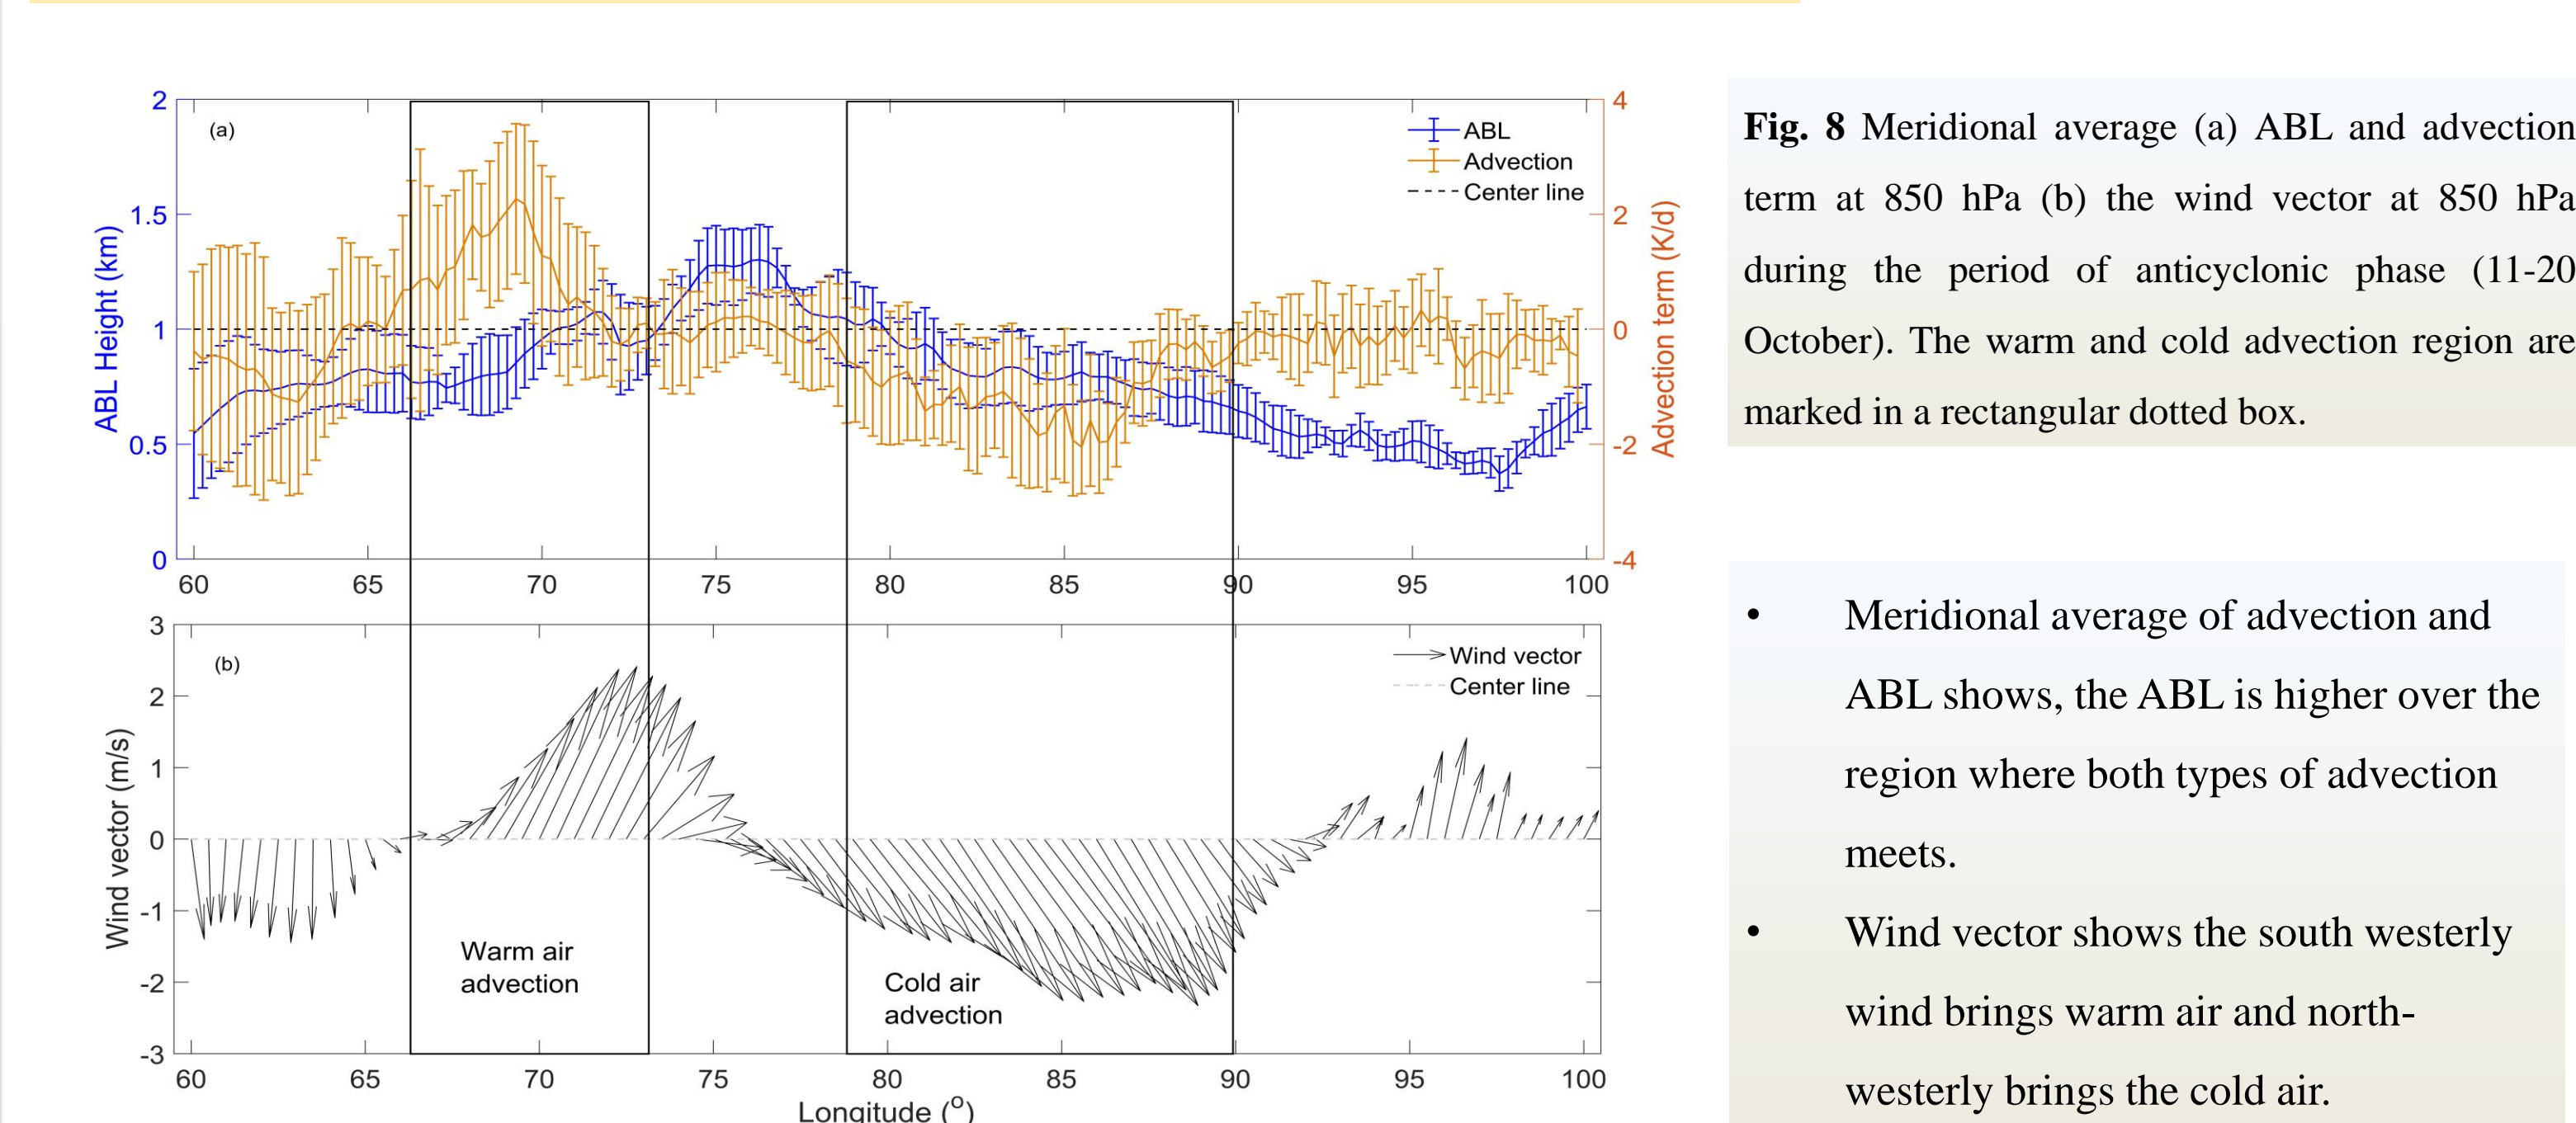 2
1.5
1
0.5
0
ABL Height (km)
(a)
ABL
Advection
Center line
4
2
0
-2
-4
Advection term (K/d)
60 65 70 75 80 85 90 95 100
3
2
1
0
-1
-2
-3
Wind vector (m/s)
(b)
Wind vector
Center line
Warm air
advection
Cold air
advection
60 65 70 75 80 85 90 95 100
Longitude (o)
Fig. 8 Meridional average (a) ABL and advection
term at 850 hPa (b) the wind vector at 850 hPa
during the period of anticyclonic phase (11-20
October). The warm and cold advection region are
marked in a rectangular dotted box.
• Meridional average of advection and
ABL shows, the ABL is higher over the
region where both types of advection
meets.
• Wind vector shows the south westerly
wind brings warm air and north-
westerly brings the cold air.